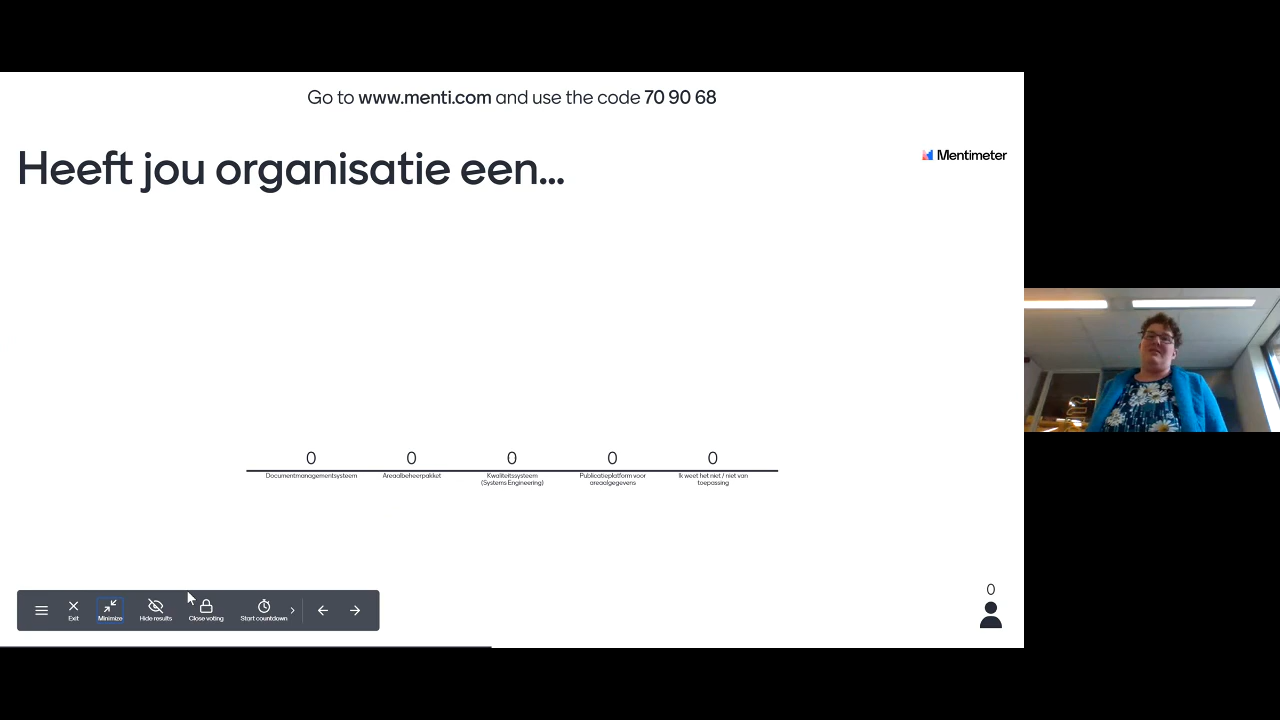 Go to www.menti.com and use the code 70 90 68
Heeft jou organisatie een...
Mentimeter
0 0 0 0 0
Documentmanagementsysteem Areaalbeheerpakket Kwaliteitssysteem Publicatieplatform voor Ik weet het niet / niet van
(Systems Engineering) areaalgegevens toepassing
0
Exit Minimize Hide results Close voting Start countdown